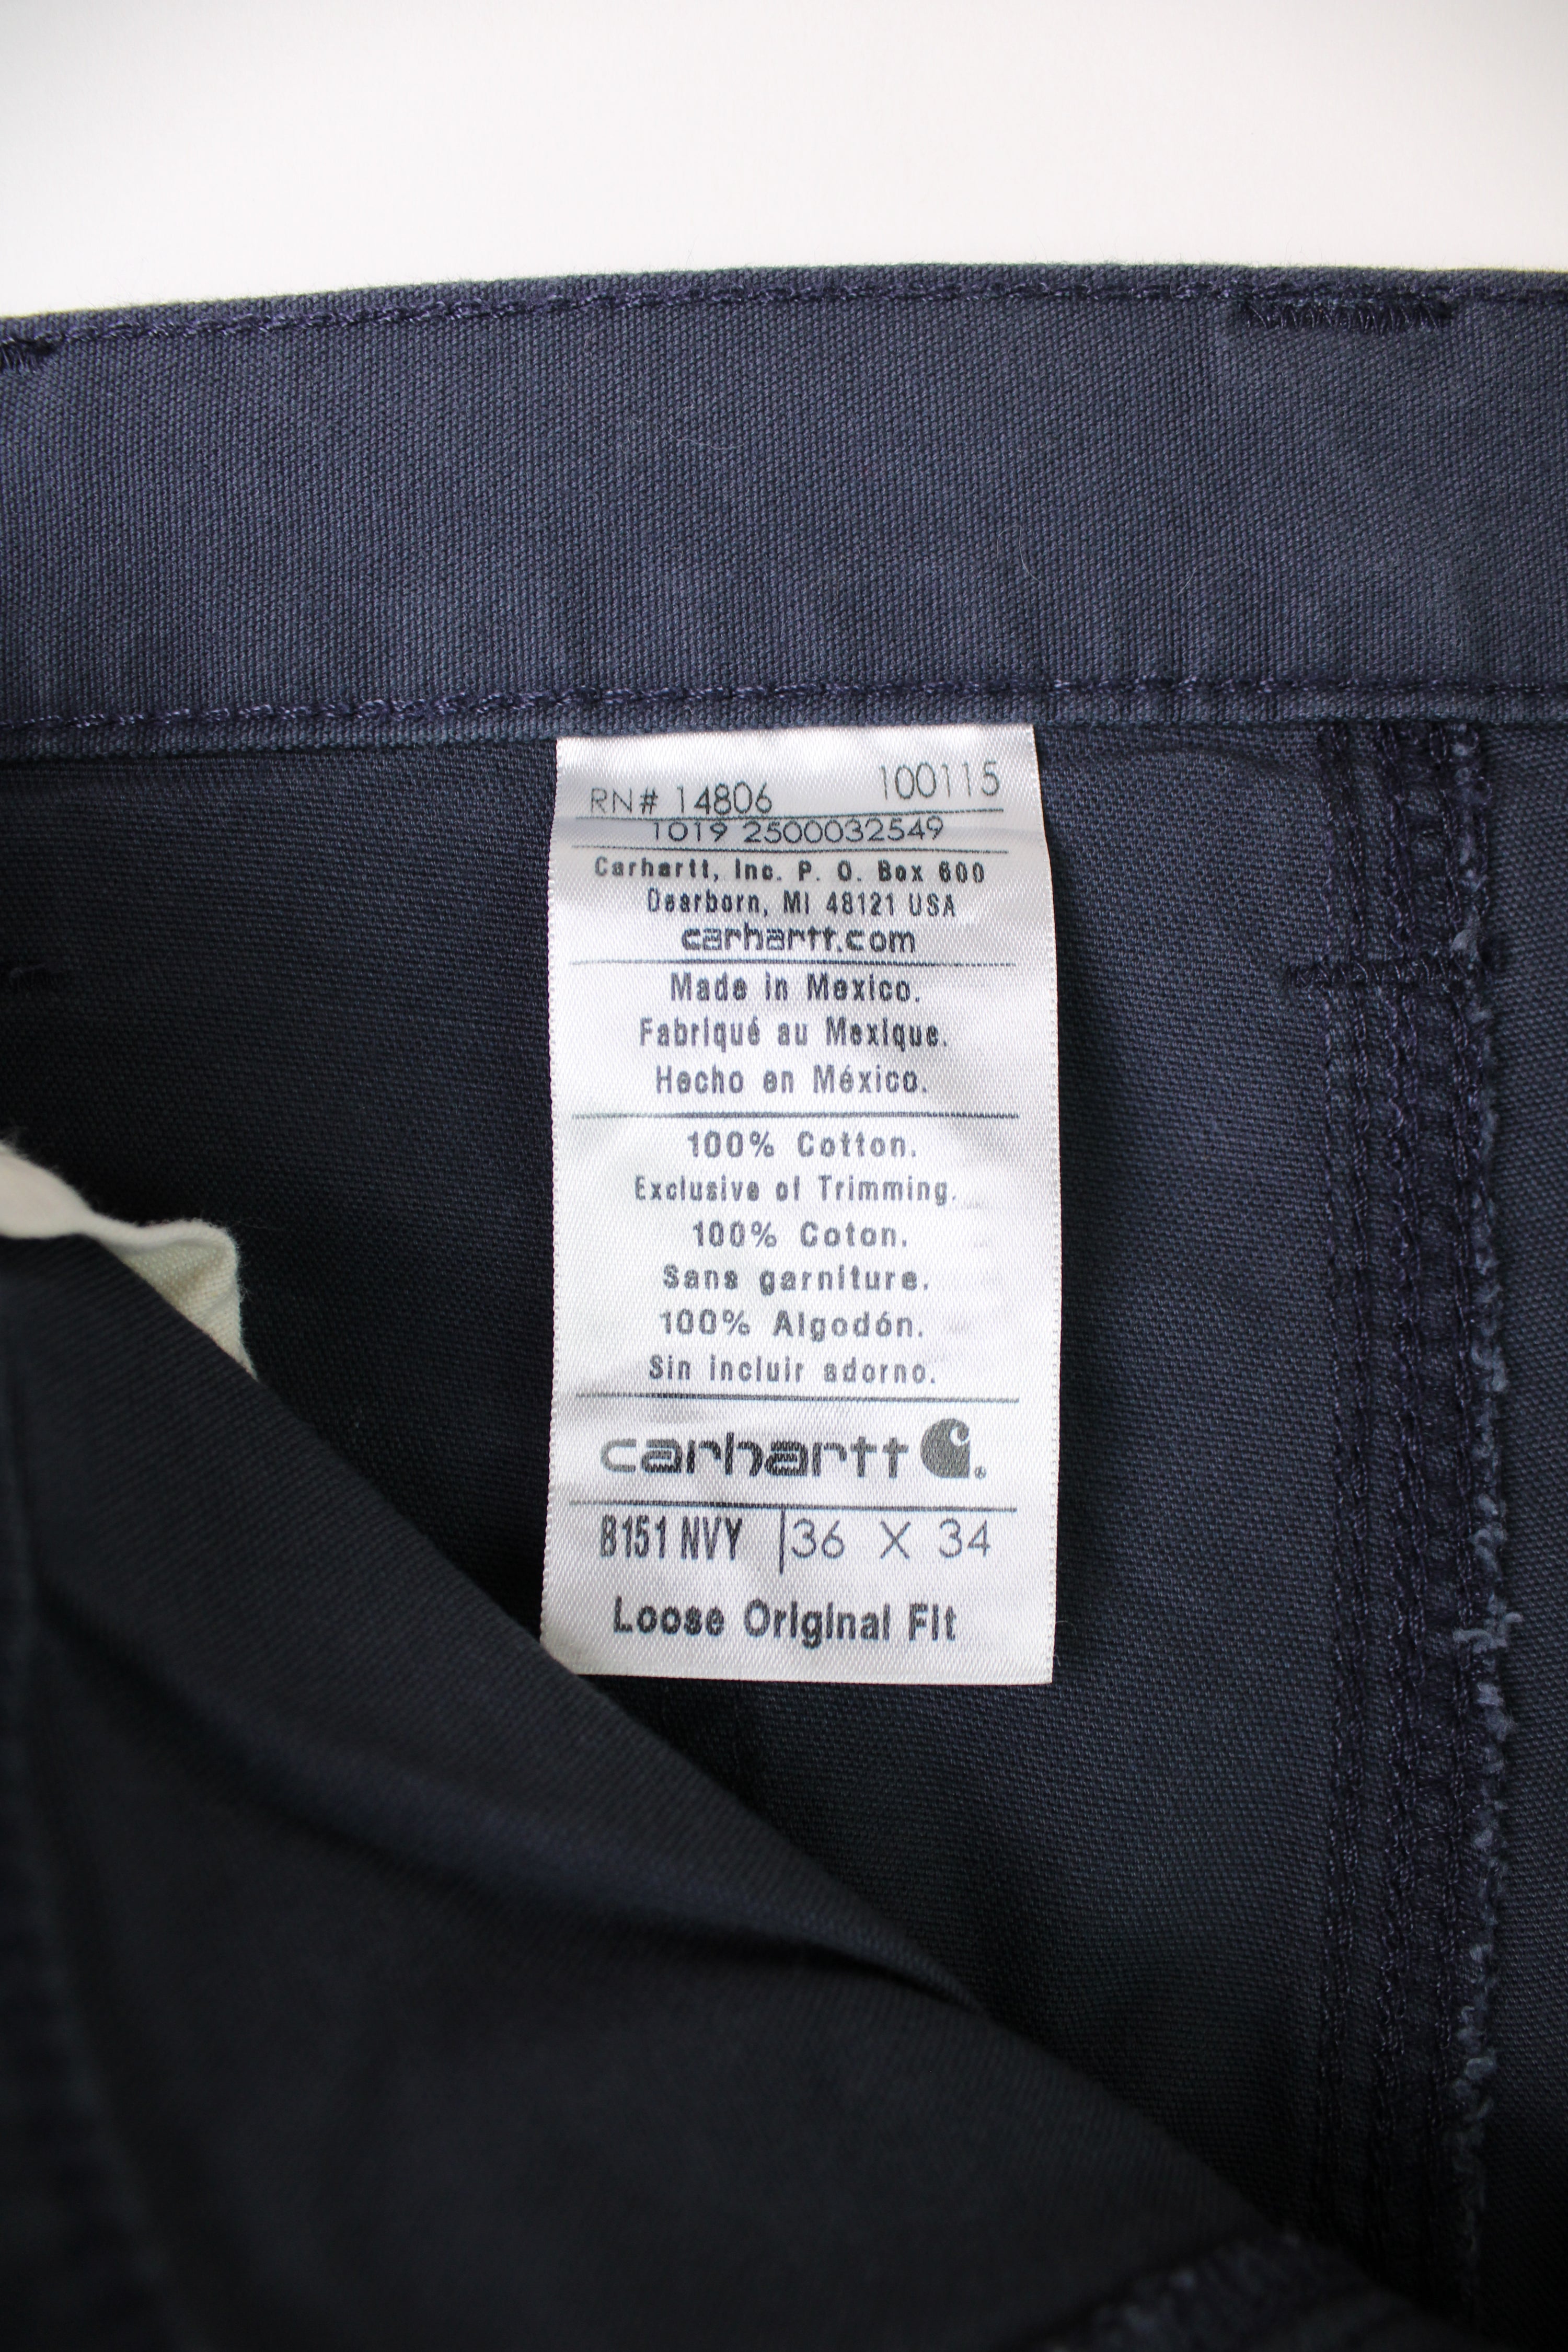 RN# 14806 100115
1019 2500032549
Carhartt, Inc. P. O. Box 600
Dearborn, MI 48121 USA
carhartt.com
Made in Mexico.
Fabriqué au Mexique.
Hecho en México.
100% Cotton.
Exclusive of Trimming.
100% Coton.
Sans garniture.
100% Algodón.
Sin incluir adorno.
carhartt ®
B151 NVY | 36 X 34
Loose Original Fit